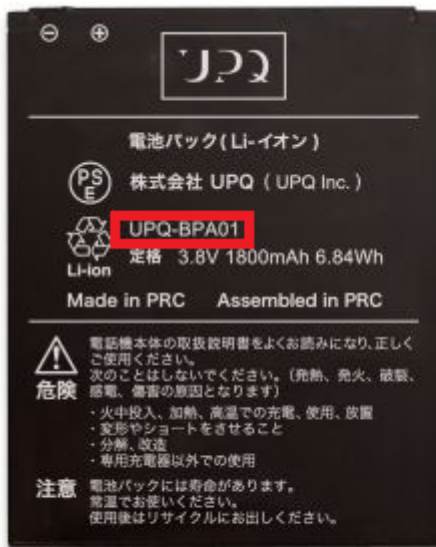 ⊖ ⊕
UPQ
電池パック(Li-イオン)
PSE 株式会社 UPQ ( UPQ Inc. )
UPQ-BPA01
Li-ion 定格 3.8V 1800mAh 6.84Wh
Made in PRC Assembled in PRC
電話機本体の取扱説明書をよくお読みになり、正しく
ご使用ください。
次のことはしないでください。(発熱、発火、破裂、
危険 感電、傷害の原因となります)
・火中投入、加熱、高温での充電、使用、放置
・変形やショートをさせること
・分解、改造
・専用充電器以外での使用
注意 電池パックには寿命があります。
常温でお使いください。
使用後はリサイクルにお出しください。